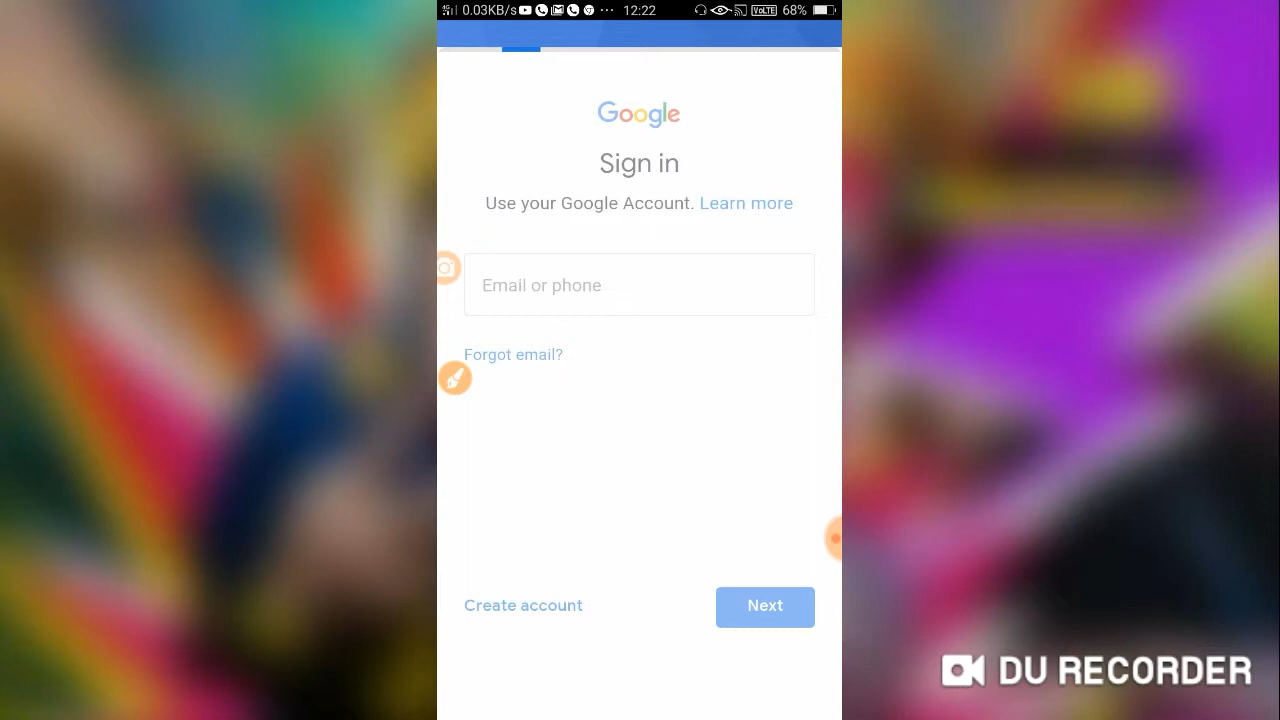 0.03KB/s 12:22 VoLTE 68%
Google
Sign in
Use your Google Account. Learn more
Email or phone
Forgot email?
Create account
Next
DU RECORDER